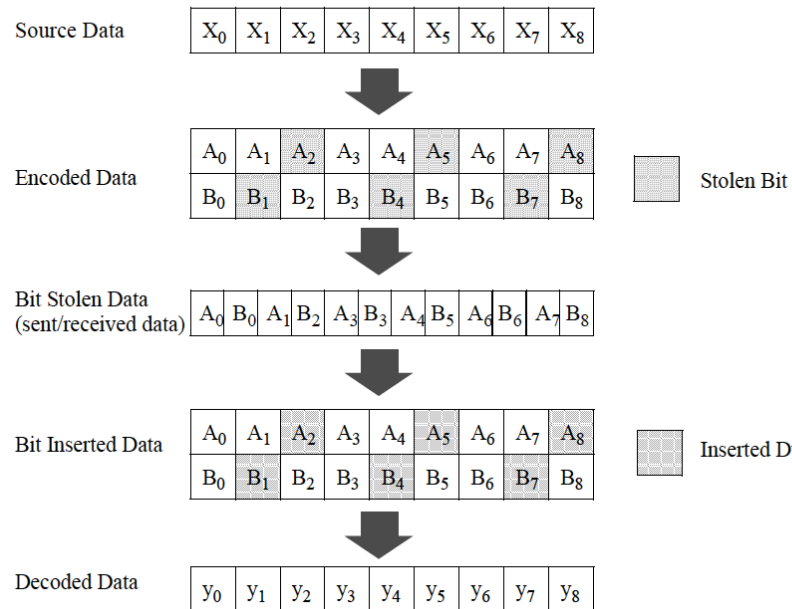 Source Data X₀ X₁ X₂ X₃ X₄ X₅ X₆ X₇ X₈
A₀ A₁ A₂ A₃ A₄ A₅ A₆ A₇ A₈
Encoded Data
B₀ B₁ B₂ B₃ B₄ B₅ B₆ B₇ B₈
Stolen Bit
Bit Stolen Data
(sent/received data)
A₀ B₀ A₁ B₂ A₃ B₃ A₄ B₅ A₆ B₆ A₇ B₈
A₀ A₁ A₂ A₃ A₄ A₅ A₆ A₇ A₈
Bit Inserted Data
B₀ B₁ B₂ B₃ B₄ B₅ B₆ B₇ B₈
Inserted D
Decoded Data y₀ y₁ y₂ y₃ y₄ y₅ y₆ y₇ y₈